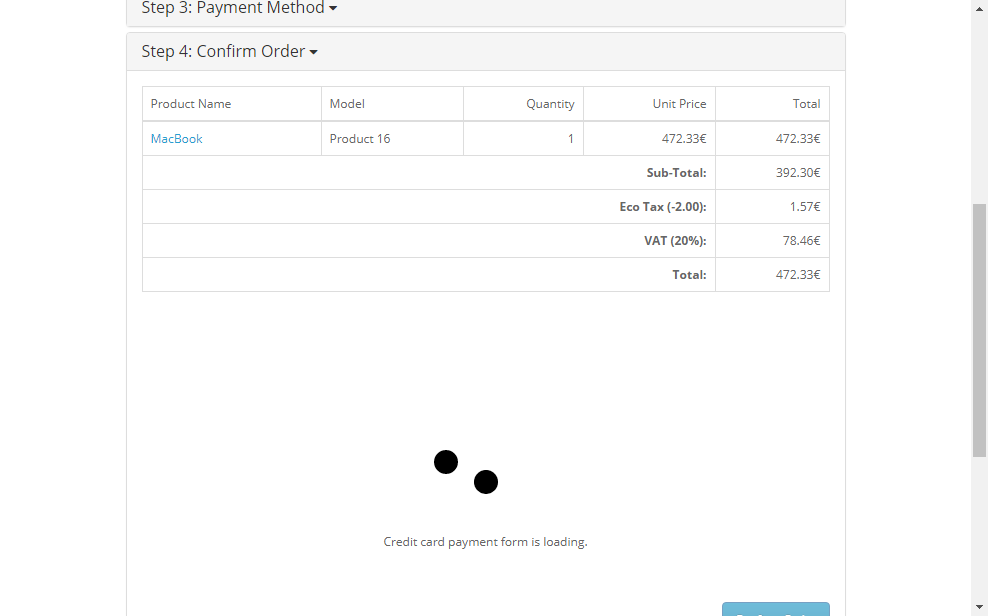 Step 3: Payment Method
Step 4: Confirm Order
Product Name Model Quantity Unit Price Total
MacBook Product 16 1 472.33€ 472.33€
Sub-Total: 392.30€
Eco Tax (-2.00): 1.57€
VAT (20%): 78.46€
Total: 472.33€
Credit card payment form is loading.